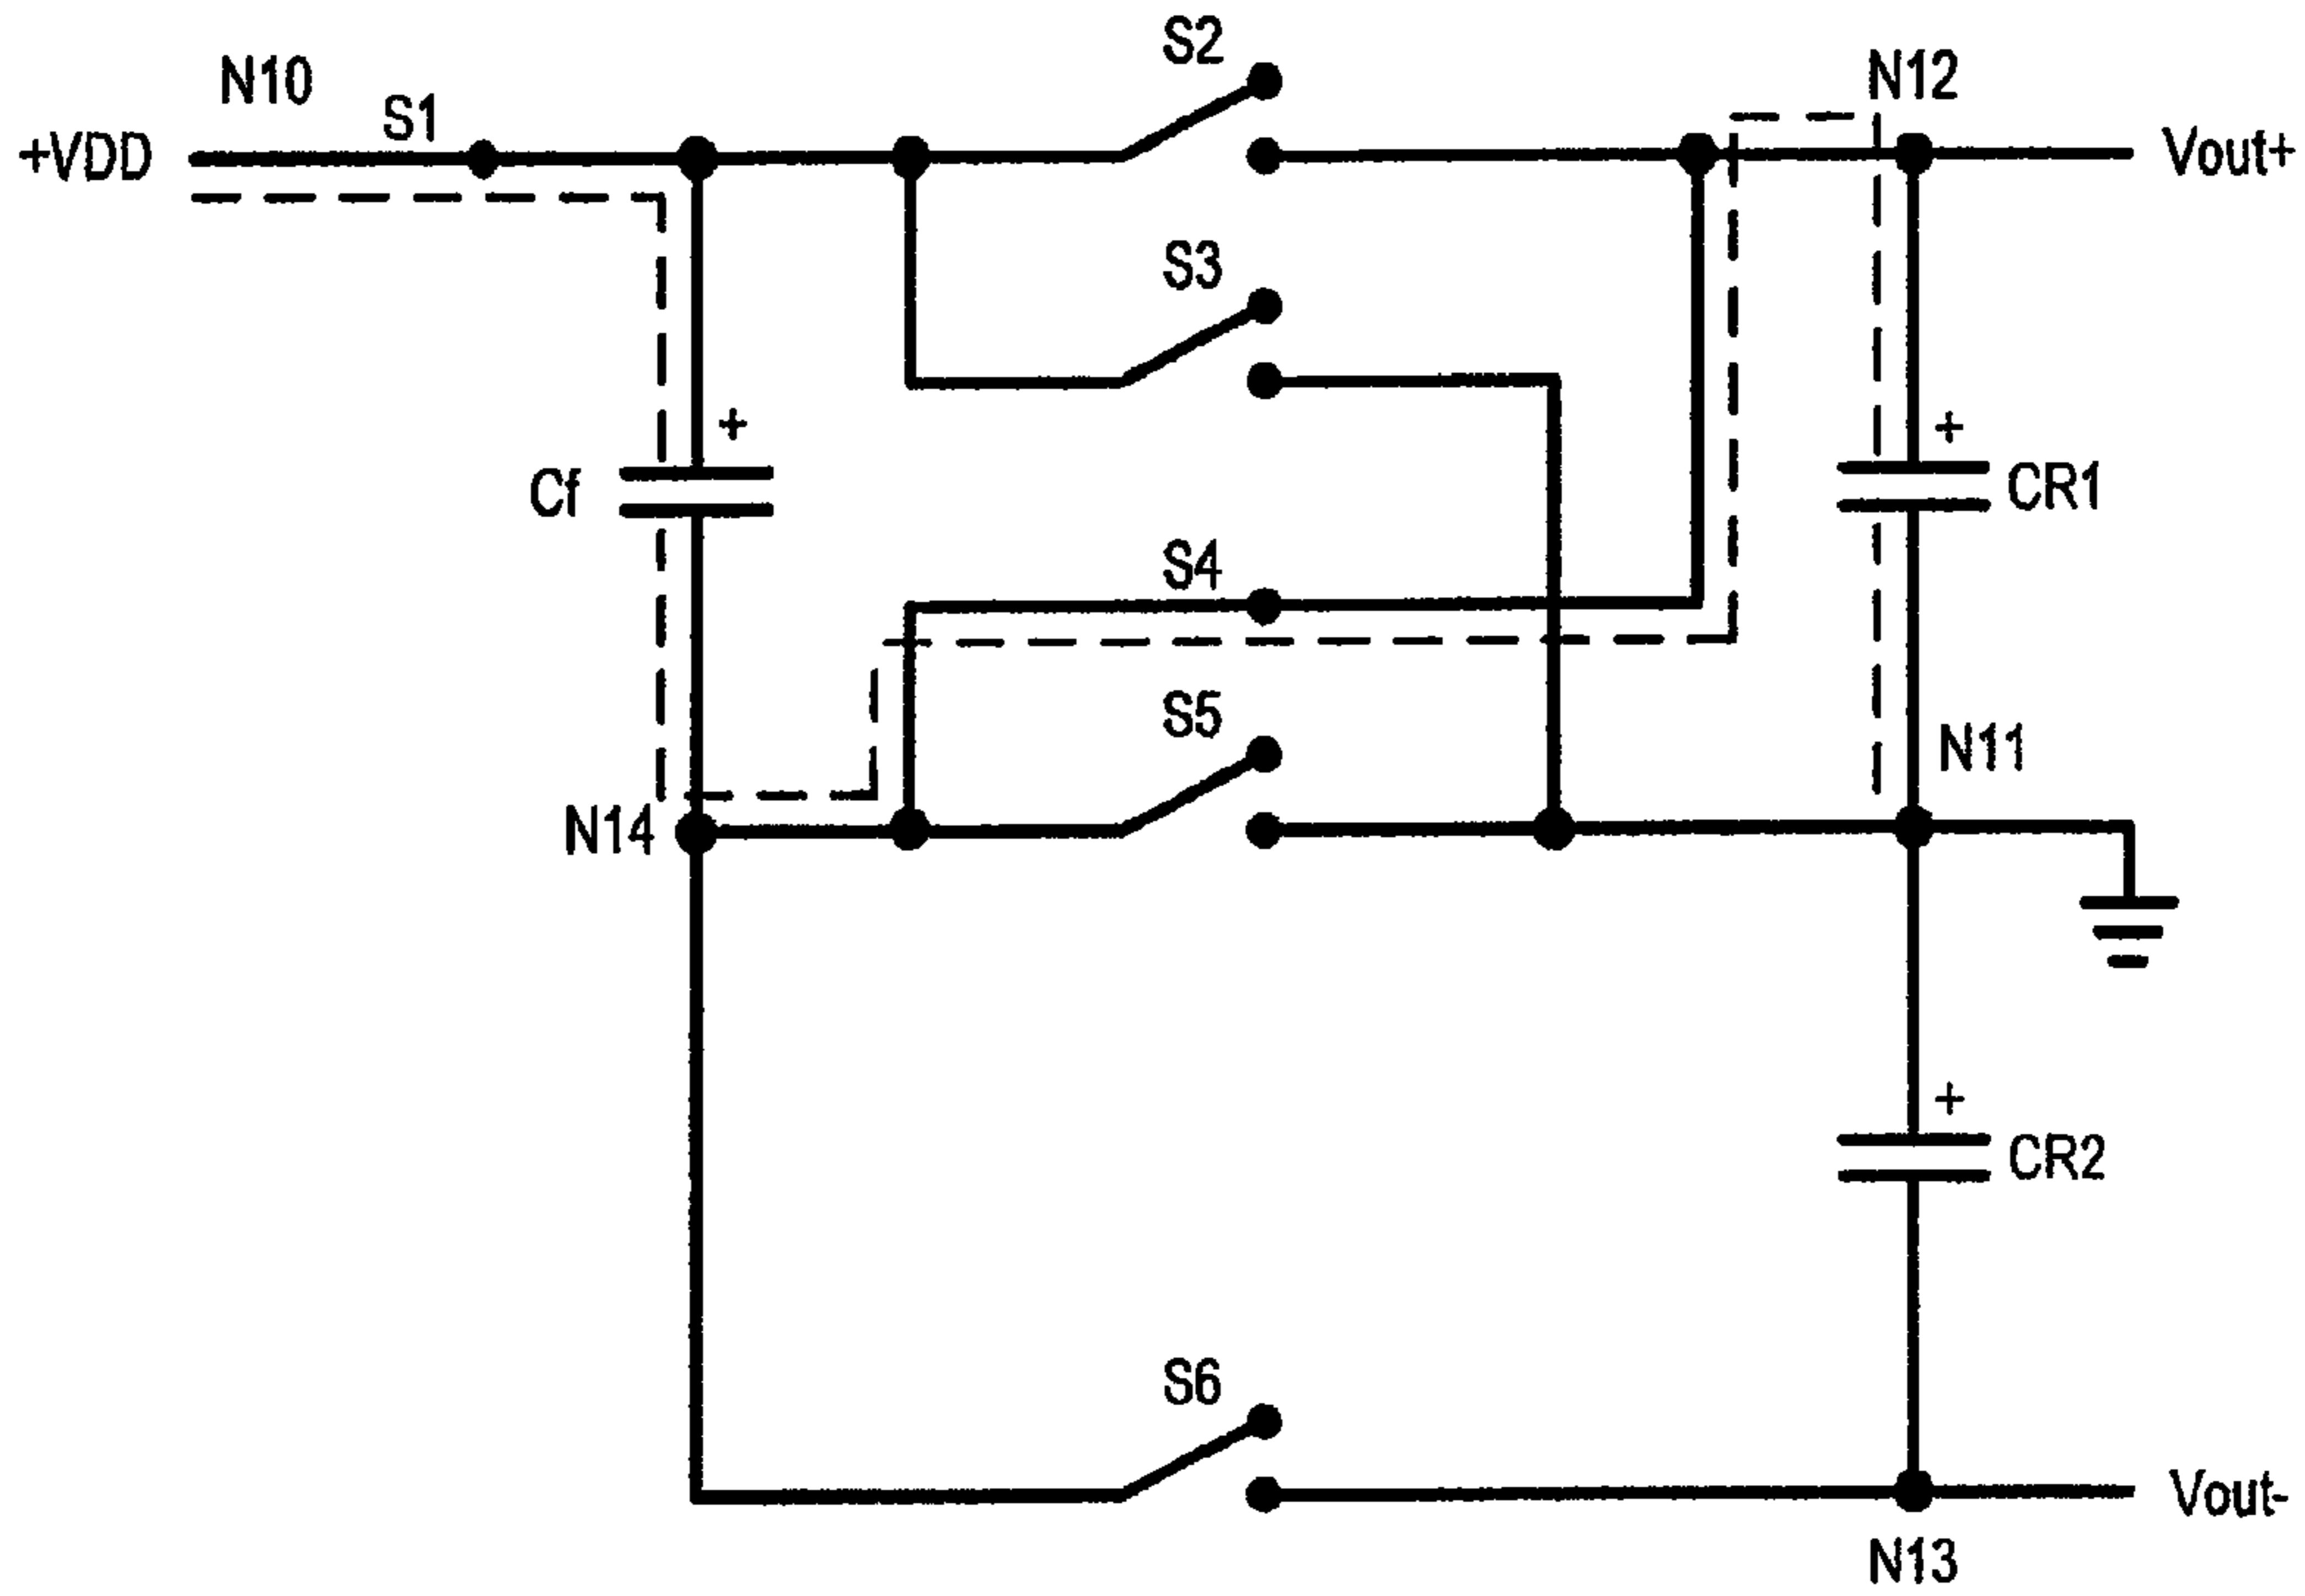 S2
N10
N12
S1
+VDD
Vout+
S3
+
+
Cf
CR1
S4
S5
N11
N14
+
CR2
S6
Vout-
N13